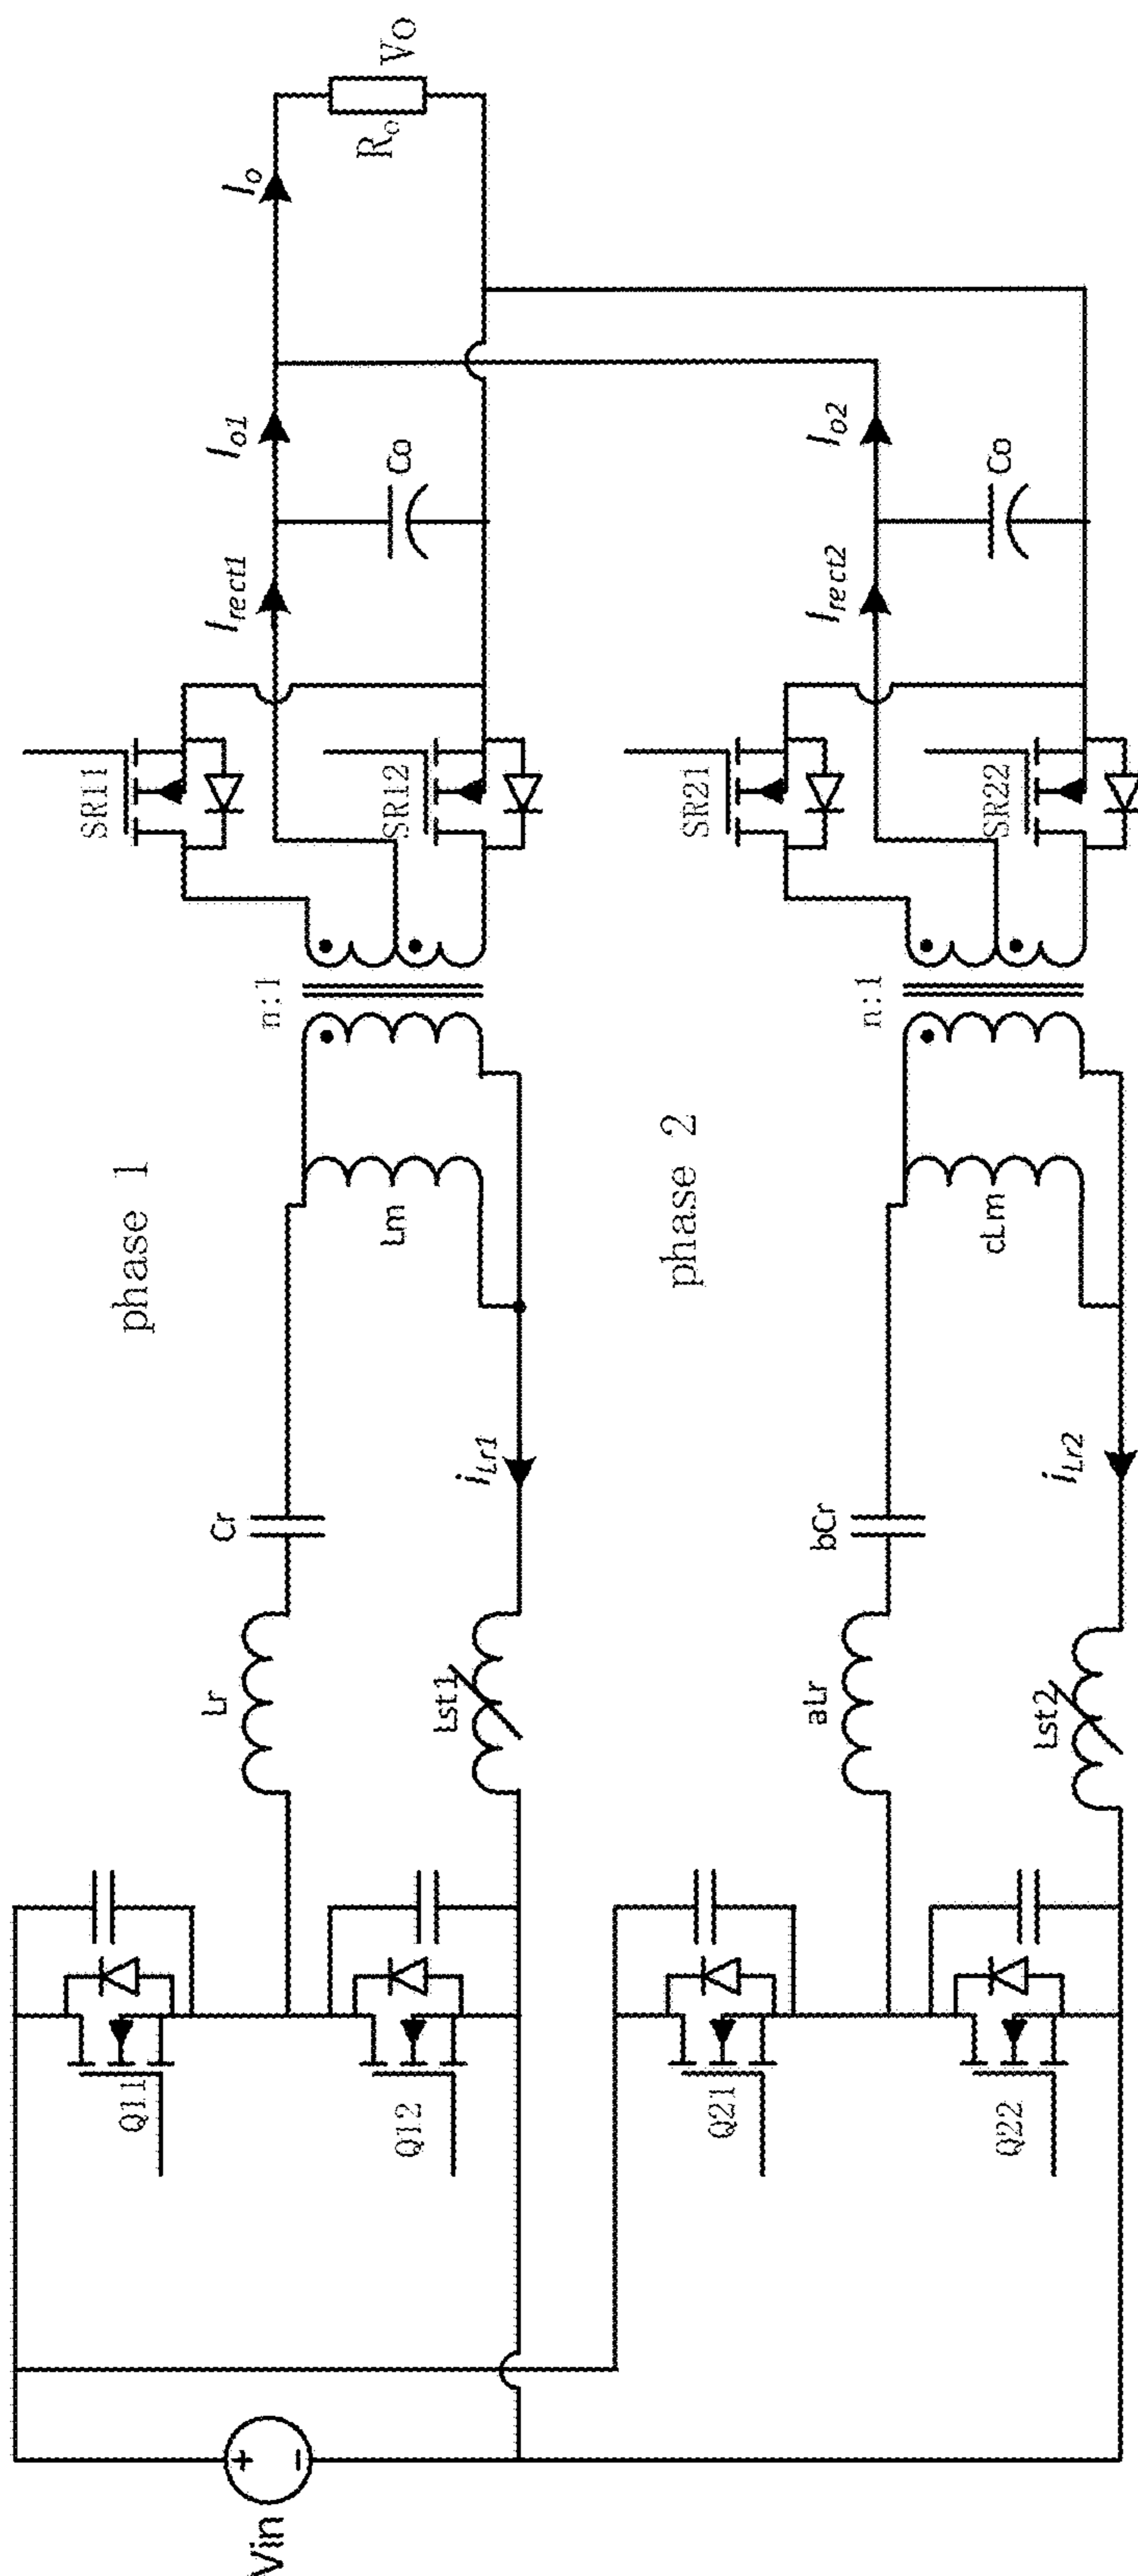 Vin
+
−
Q11
Q12
Lr
Lst1
Cr
iLr1
phase 1
Lm
n:1
SR11
SR12
Irect1
Co
Io1
Io
Ro
Vo
Q21
Q22
aLr
Lst2
bCr
iLr2
phase 2
cLm
n:1
SR21
SR22
Irect2
Co
Io2